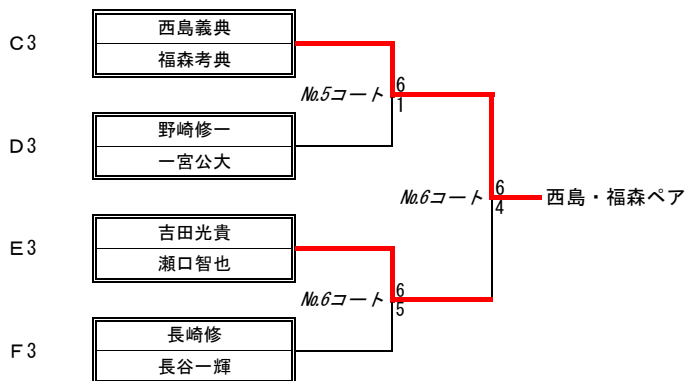 C3
西島義典
福森考典
No.5コート
6
1
D3
野崎修一
一宮公大
No.6コート
6
4
西島・福森ペア
E3
吉田光貴
瀬口智也
No.6コート
6
5
F3
長崎修
長谷一輝